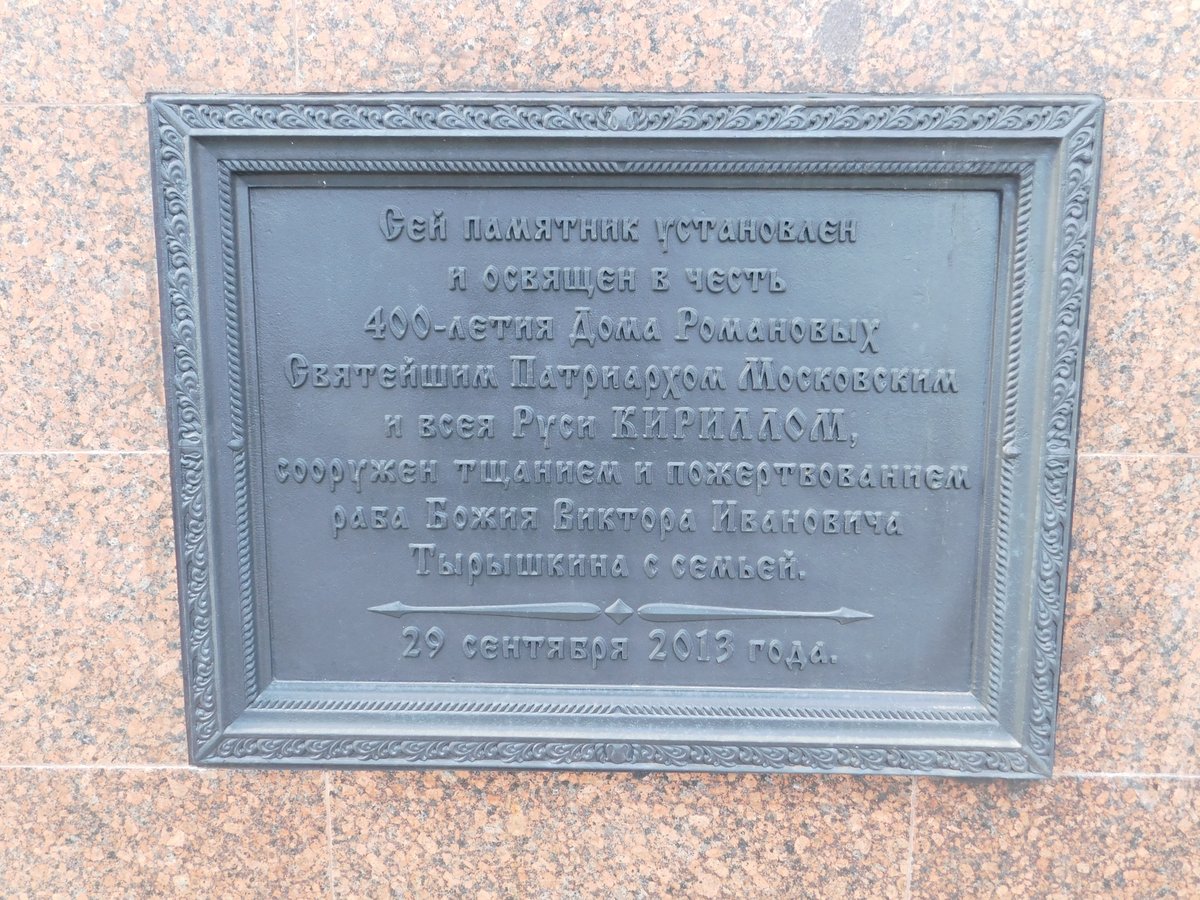 Сей памятник установлен
и освящен в честь
400-летия Дома Романовых
Святейшим Патриархом Московским
и всея Руси КИРИЛЛОМ,
сооружен тщанием и пожертвованием
раба Божия Виктора Ивановича
Тырышкина с семьей.
29 сентября 2013 года.